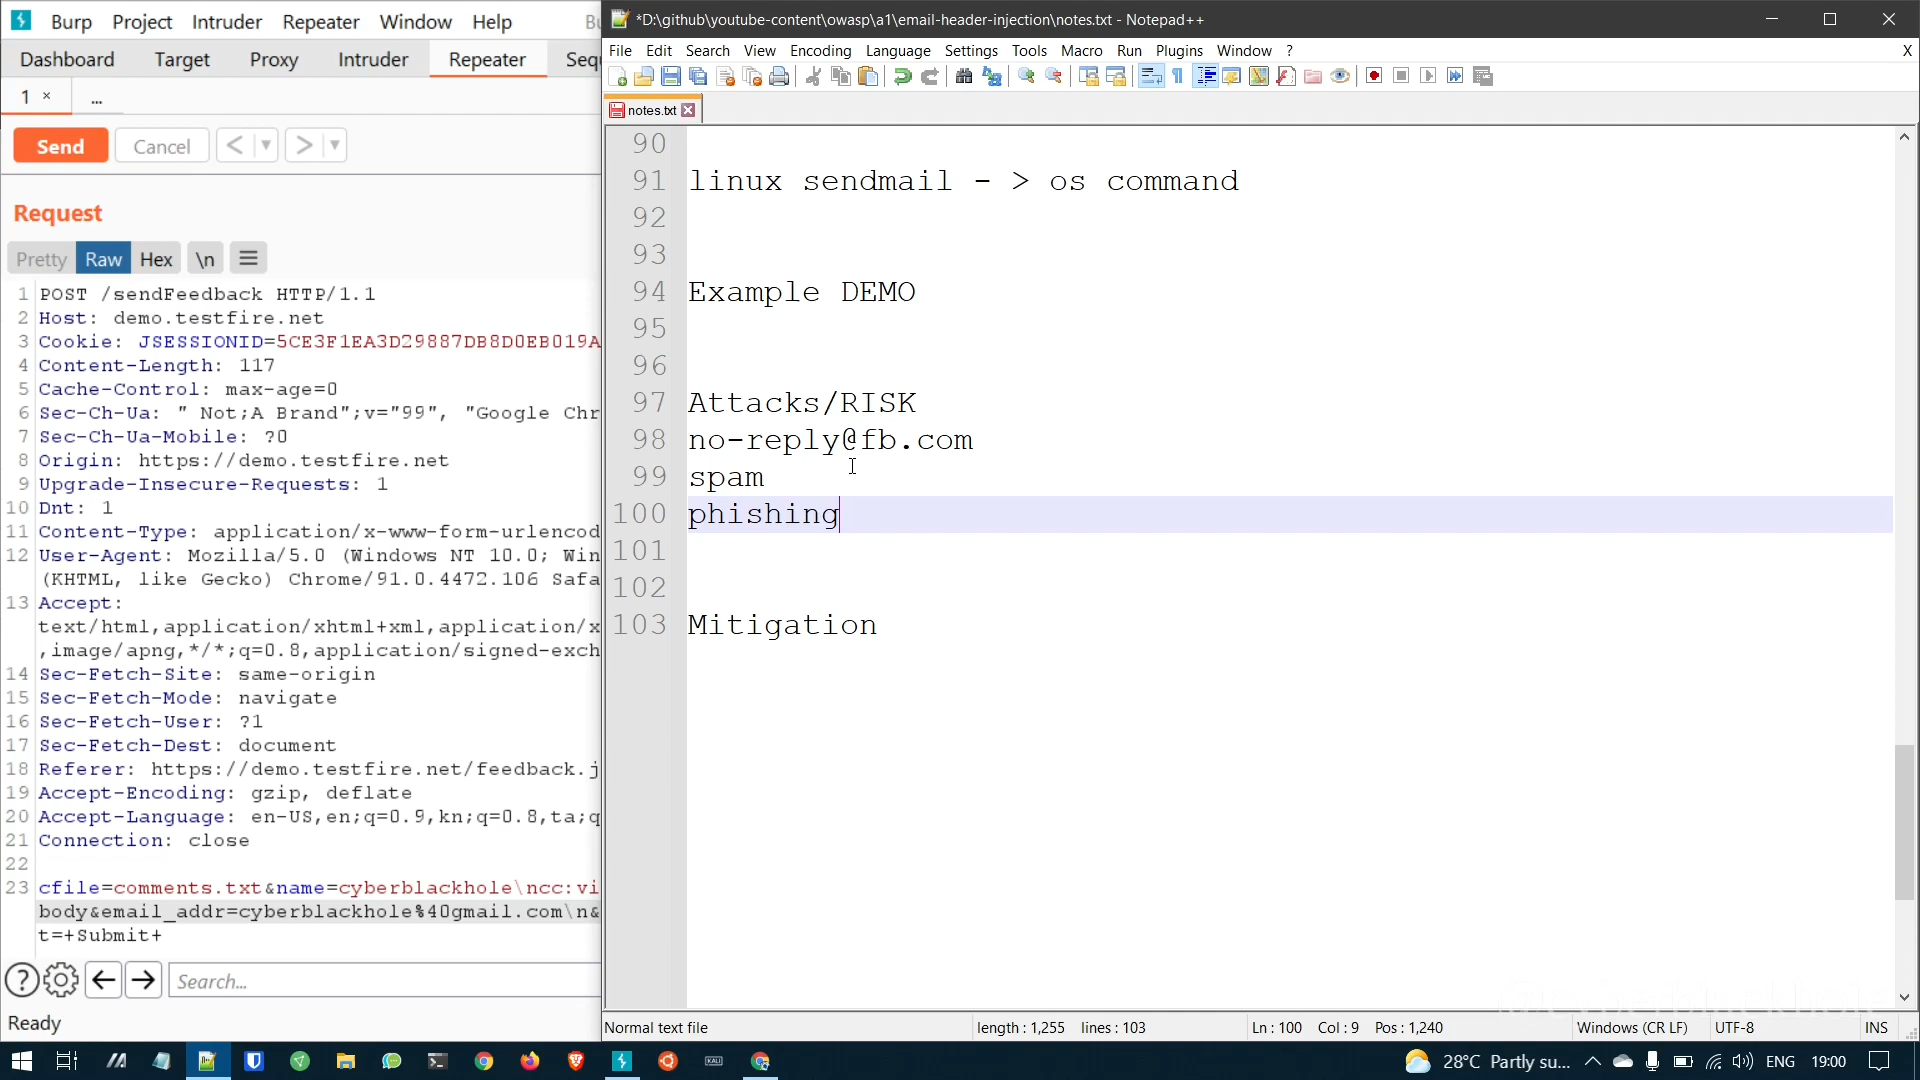 Burp Project Intruder Repeater Window Help
Dashboard Target Proxy Intruder Repeater
1 × ...
Send Cancel < >
Request
Pretty Raw Hex \n
1 POST /sendFeedback HTTP/1.1
2 Host: demo.testfire.net
3 Cookie: JSESSIONID=5CE3F1EA3D29887DB8D0EB019A
4 Content-Length: 117
5 Cache-Control: max-age=0
6 Sec-Ch-Ua: " Not;A Brand";v="99", "Google Chr
7 Sec-Ch-Ua-Mobile: ?0
8 Origin: https://demo.testfire.net
9 Upgrade-Insecure-Requests: 1
10 Dnt: 1
11 Content-Type: application/x-www-form-urlencod
12 User-Agent: Mozilla/5.0 (Windows NT 10.0; Win
(KHTML, like Gecko) Chrome/91.0.4472.106 Safa
13 Accept:
text/html,application/xhtml+xml,application/x
,image/apng,*/*;q=0.8,application/signed-exch
14 Sec-Fetch-Site: same-origin
15 Sec-Fetch-Mode: navigate
16 Sec-Fetch-User: ?1
17 Sec-Fetch-Dest: document
18 Referer: https://demo.testfire.net/feedback.j
19 Accept-Encoding: gzip, deflate
20 Accept-Language: en-US,en;q=0.9,kn;q=0.8,ta;q
21 Connection: close
22
23 cfile=comments.txt&name=cyberblackhole\ncc:vi
body&email_addr=cyberblackhole%40gmail.com\n&
t=+Submit+
Search...
Ready
*D:\github\youtube-content\owasp\a1\email-header-injection\notes.txt - Notepad++
File Edit Search View Encoding Language Settings Tools Macro Run Plugins Window ? X
notes.txt
90
91 linux sendmail - > os command
92
93
94 Example DEMO
95
96
97 Attacks/RISK
98 no-reply@fb.com
99 spam
100 phishing
101
102
103 Mitigation
Normal text file length : 1,255 lines : 103 Ln : 100 Col : 9 Pos : 1,240 Windows (CR LF) UTF-8 INS
28°C Partly su... ENG 19:00